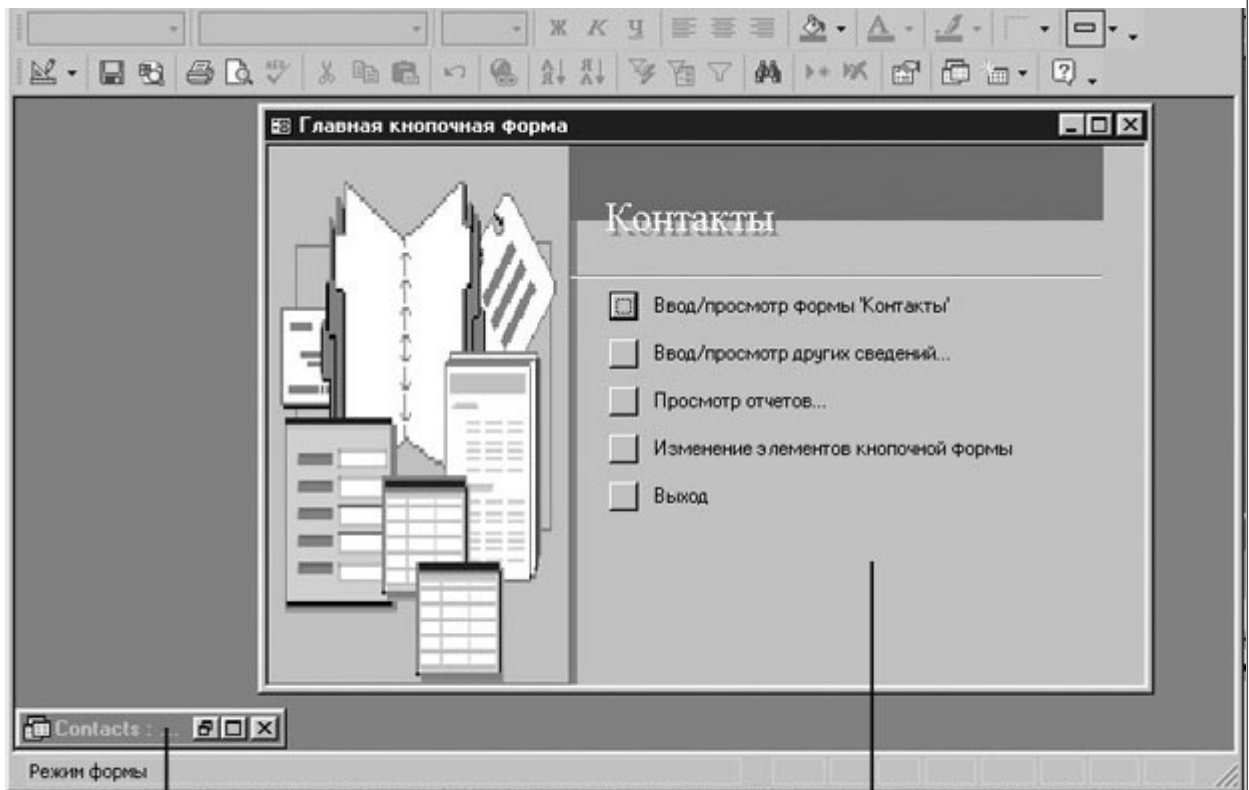 Ж К Ч
Главная кнопочная форма
Контакты
Ввод/просмотр формы 'Контакты'
Ввод/просмотр других сведений...
Просмотр отчетов...
Изменение элементов кнопочной формы
Выход
Contacts : ...
Режим формы